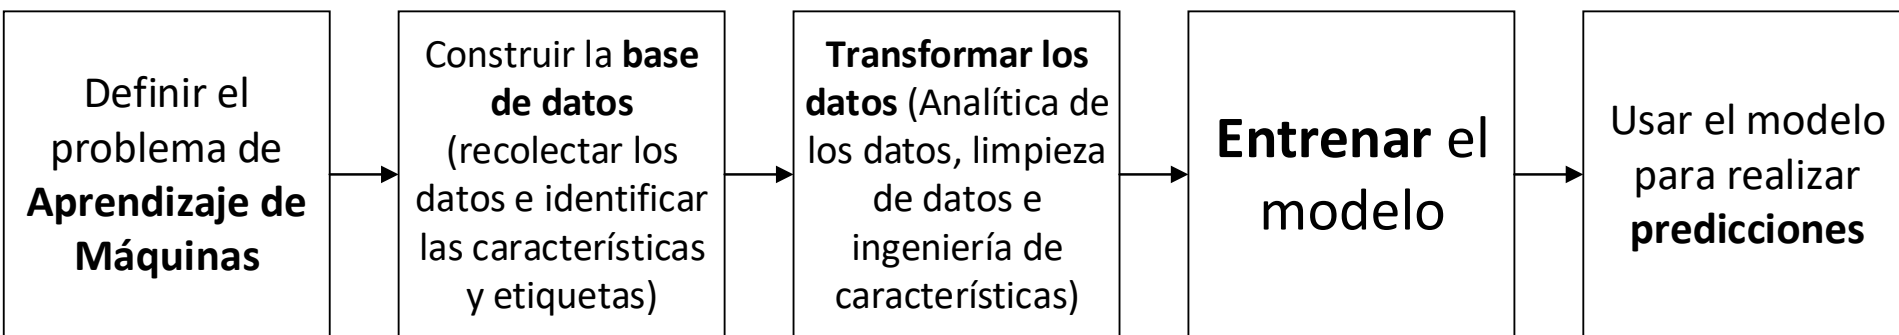 Definir el
problema de
Aprendizaje de
Máquinas
Construir la base
de datos
(recolectar los
datos e identificar
las características
y etiquetas)
Transformar los
datos (Analítica de
los datos, limpieza
de datos e
ingeniería de
características)
Entrenar el
modelo
Usar el modelo
para realizar
predicciones